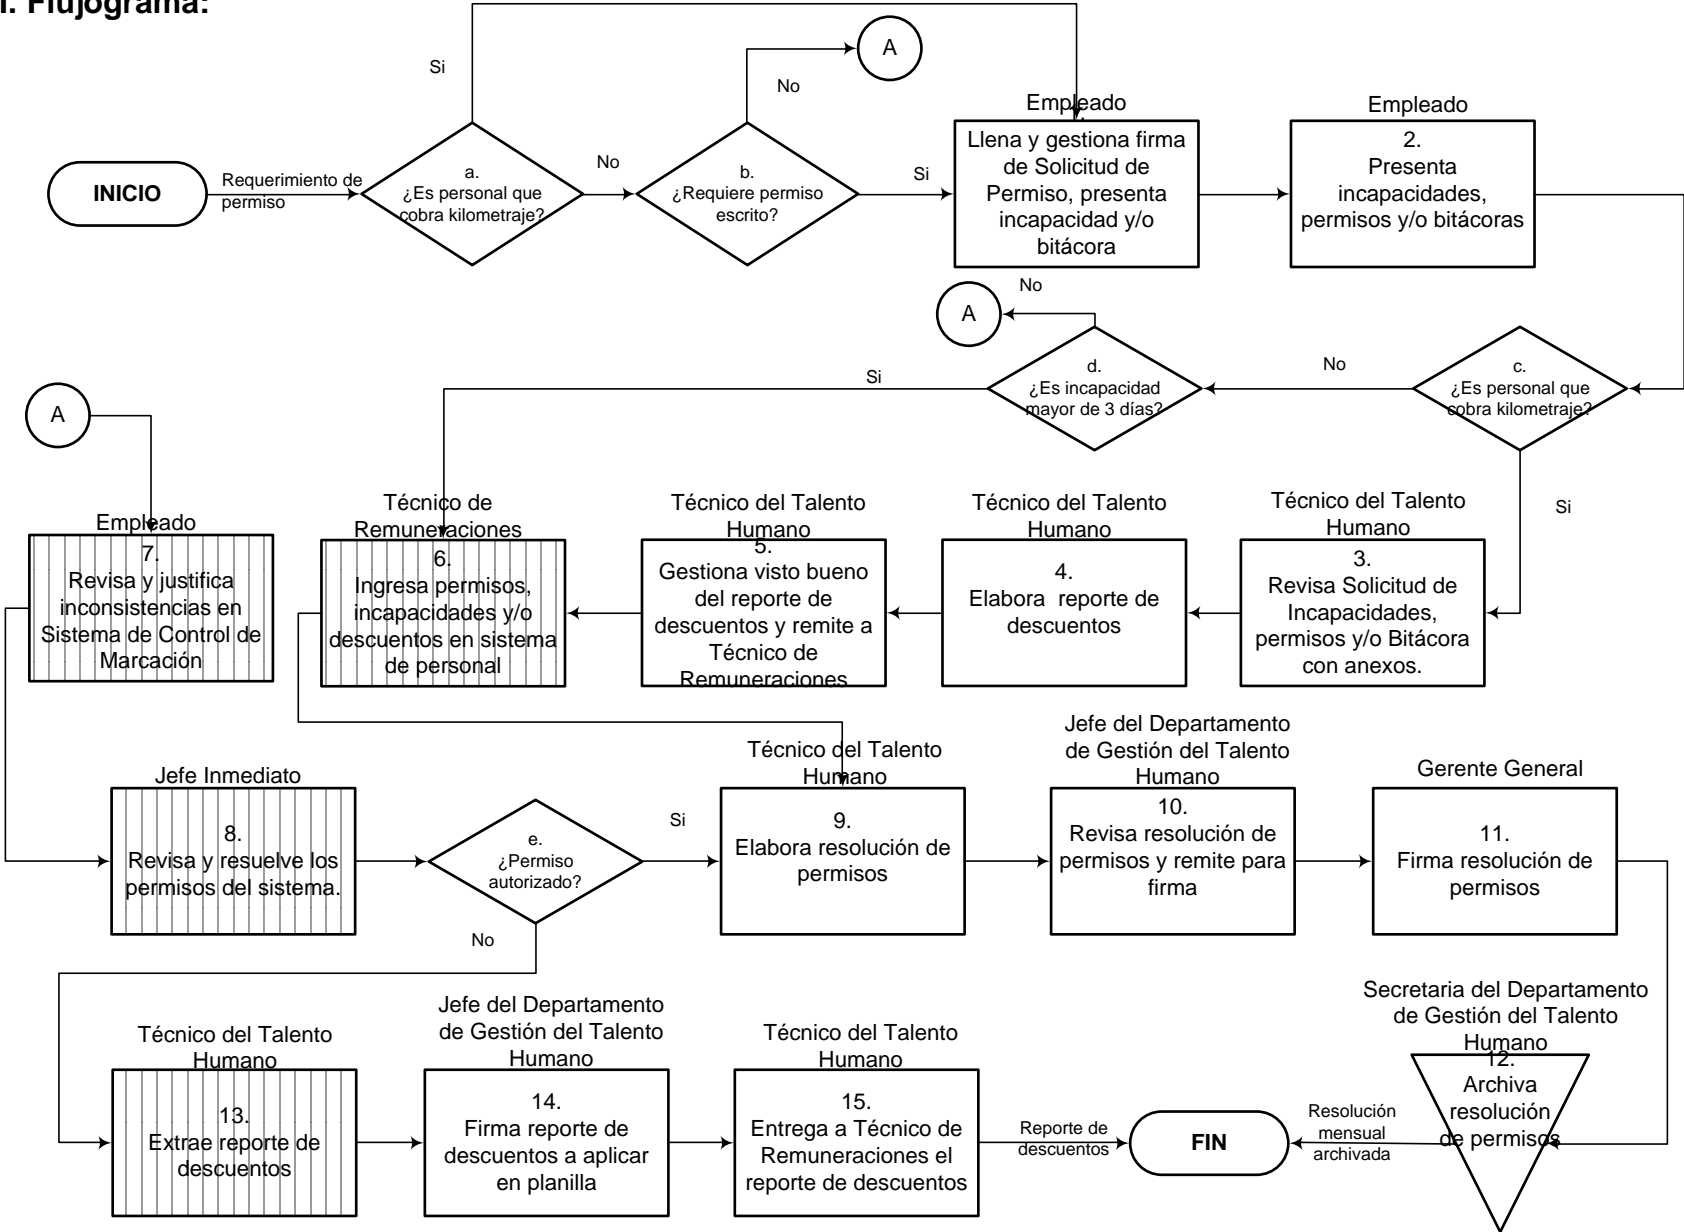 I. Flujograma:
Si
No
A
INICIO
Requerimiento de
permiso
a.
¿Es personal que
cobra kilometraje?
No
b.
¿Requiere permiso
escrito?
Si
Empleado
Llena y gestiona firma
de Solicitud de
Permiso, presenta
incapacidad y/o
bitácora
Empleado
2.
Presenta
incapacidades,
permisos y/o bitácoras
A
No
d.
¿Es incapacidad
mayor de 3 días?
Si
No
c.
¿Es personal que
cobra kilometraje?
Si
A
Empleado
7.
Revisa y justifica
inconsistencias en
Sistema de Control de
Marcación
Técnico de
Remuneraciones
6.
Ingresa permisos,
incapacidades y/o
descuentos en sistema
de personal
Técnico del Talento
Humano
5.
Gestiona visto bueno
del reporte de
descuentos y remite a
Técnico de
Remuneraciones
Técnico del Talento
Humano
4.
Elabora reporte de
descuentos
Técnico del Talento
Humano
3.
Revisa Solicitud de
Incapacidades,
permisos y/o Bitácora
con anexos.
Jefe Inmediato
8.
Revisa y resuelve los
permisos del sistema.
e.
¿Permiso
autorizado?
Si
No
Técnico del Talento
Humano
9.
Elabora resolución de
permisos
Jefe del Departamento
de Gestión del Talento
Humano
10.
Revisa resolución de
permisos y remite para
firma
Gerente General
11.
Firma resolución de
permisos
Técnico del Talento
Humano
13.
Extrae reporte de
descuentos
Jefe del Departamento
de Gestión del Talento
Humano
14.
Firma reporte de
descuentos a aplicar
en planilla
Técnico del Talento
Humano
15.
Entrega a Técnico de
Remuneraciones el
reporte de descuentos
Reporte de
descuentos
FIN
Resolución
mensual
archivada
Secretaria del Departamento
de Gestión del Talento
Humano
12.
Archiva
resolución
de permisos